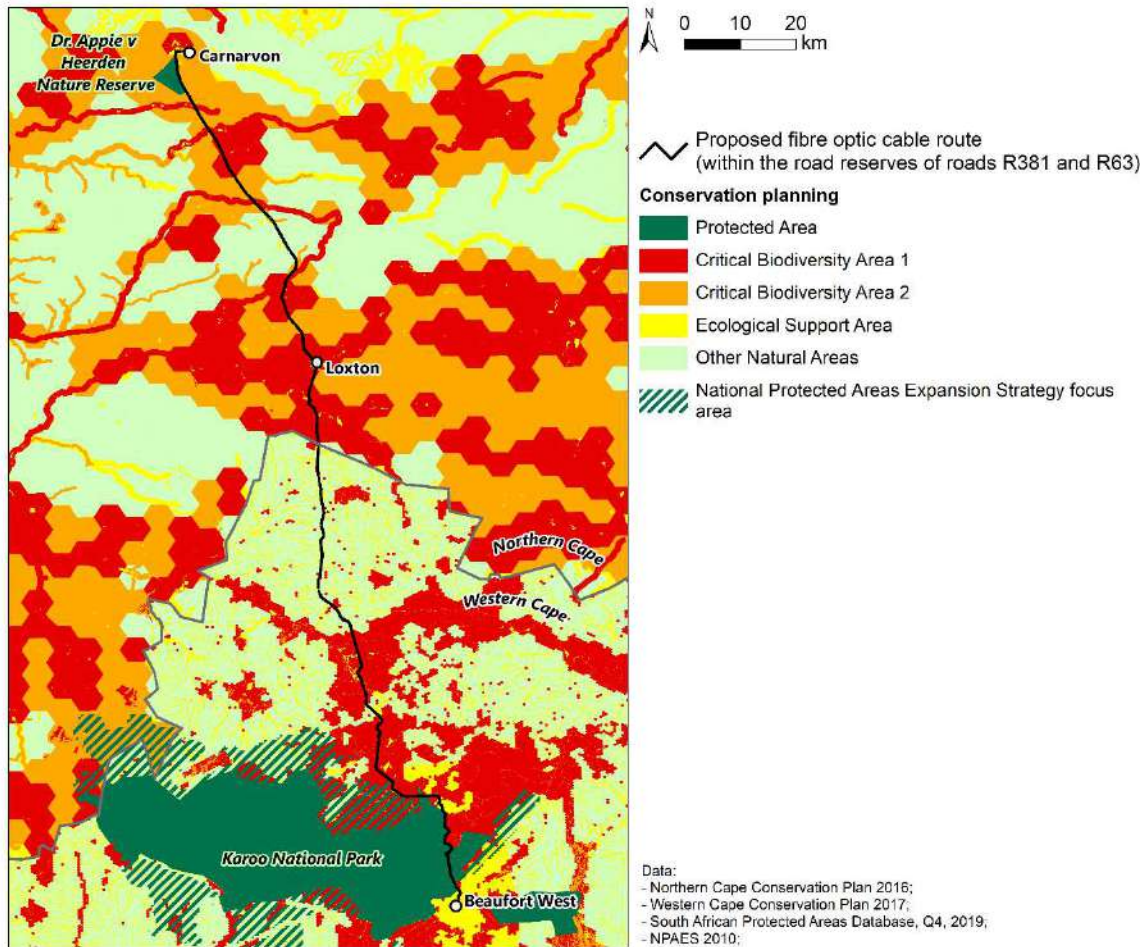 Dr. Appie v
Heerden
Nature Reserve
Carnarvon
Loxton
Northern Cape
Western Cape
Karoo National Park
Beaufort West
N
0 10 20
km
Proposed fibre optic cable route
(within the road reserves of roads R381 and R63)
Conservation planning
Protected Area
Critical Biodiversity Area 1
Critical Biodiversity Area 2
Ecological Support Area
Other Natural Areas
National Protected Areas Expansion Strategy focus
area
Data:
- Northern Cape Conservation Plan 2016;
- Western Cape Conservation Plan 2017;
- South African Protected Areas Database, Q4, 2019;
- NPAES 2010;